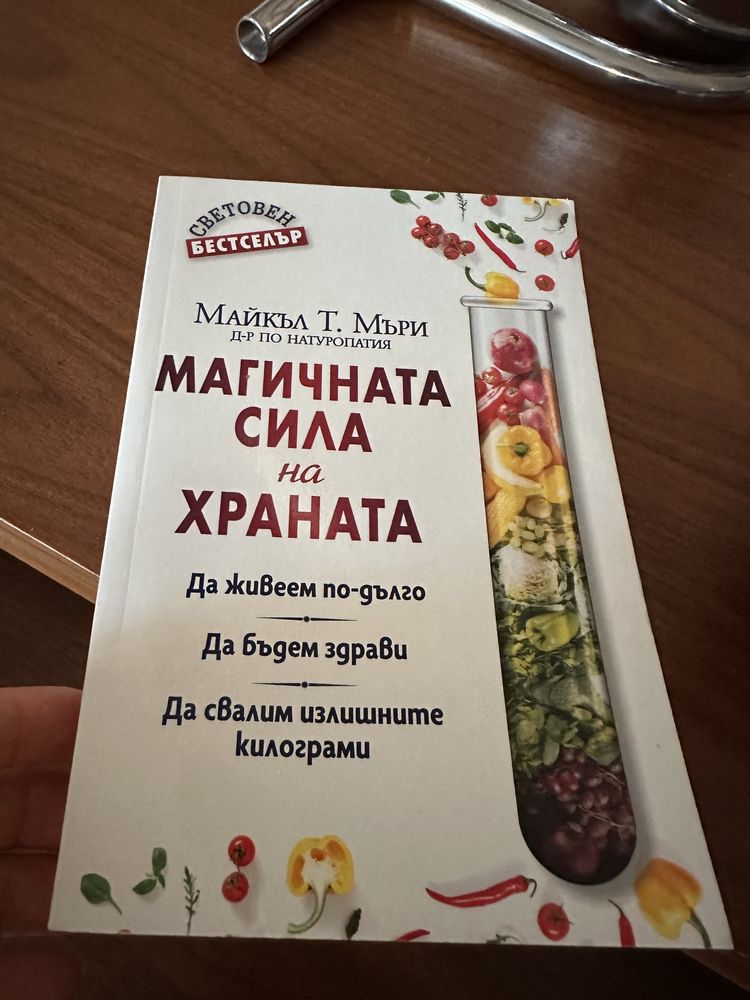 СВЕТОВЕН
БЕСТСЕЛЪР
МАЙКЪЛ Т. МЪРИ
Д-Р ПО НАТУРОПАТИЯ
МАГИЧНАТА
СИЛА
на
ХРАНАТА
Да живеем по-дълго
Да бъдем здрави
Да свалим излишните
килограми